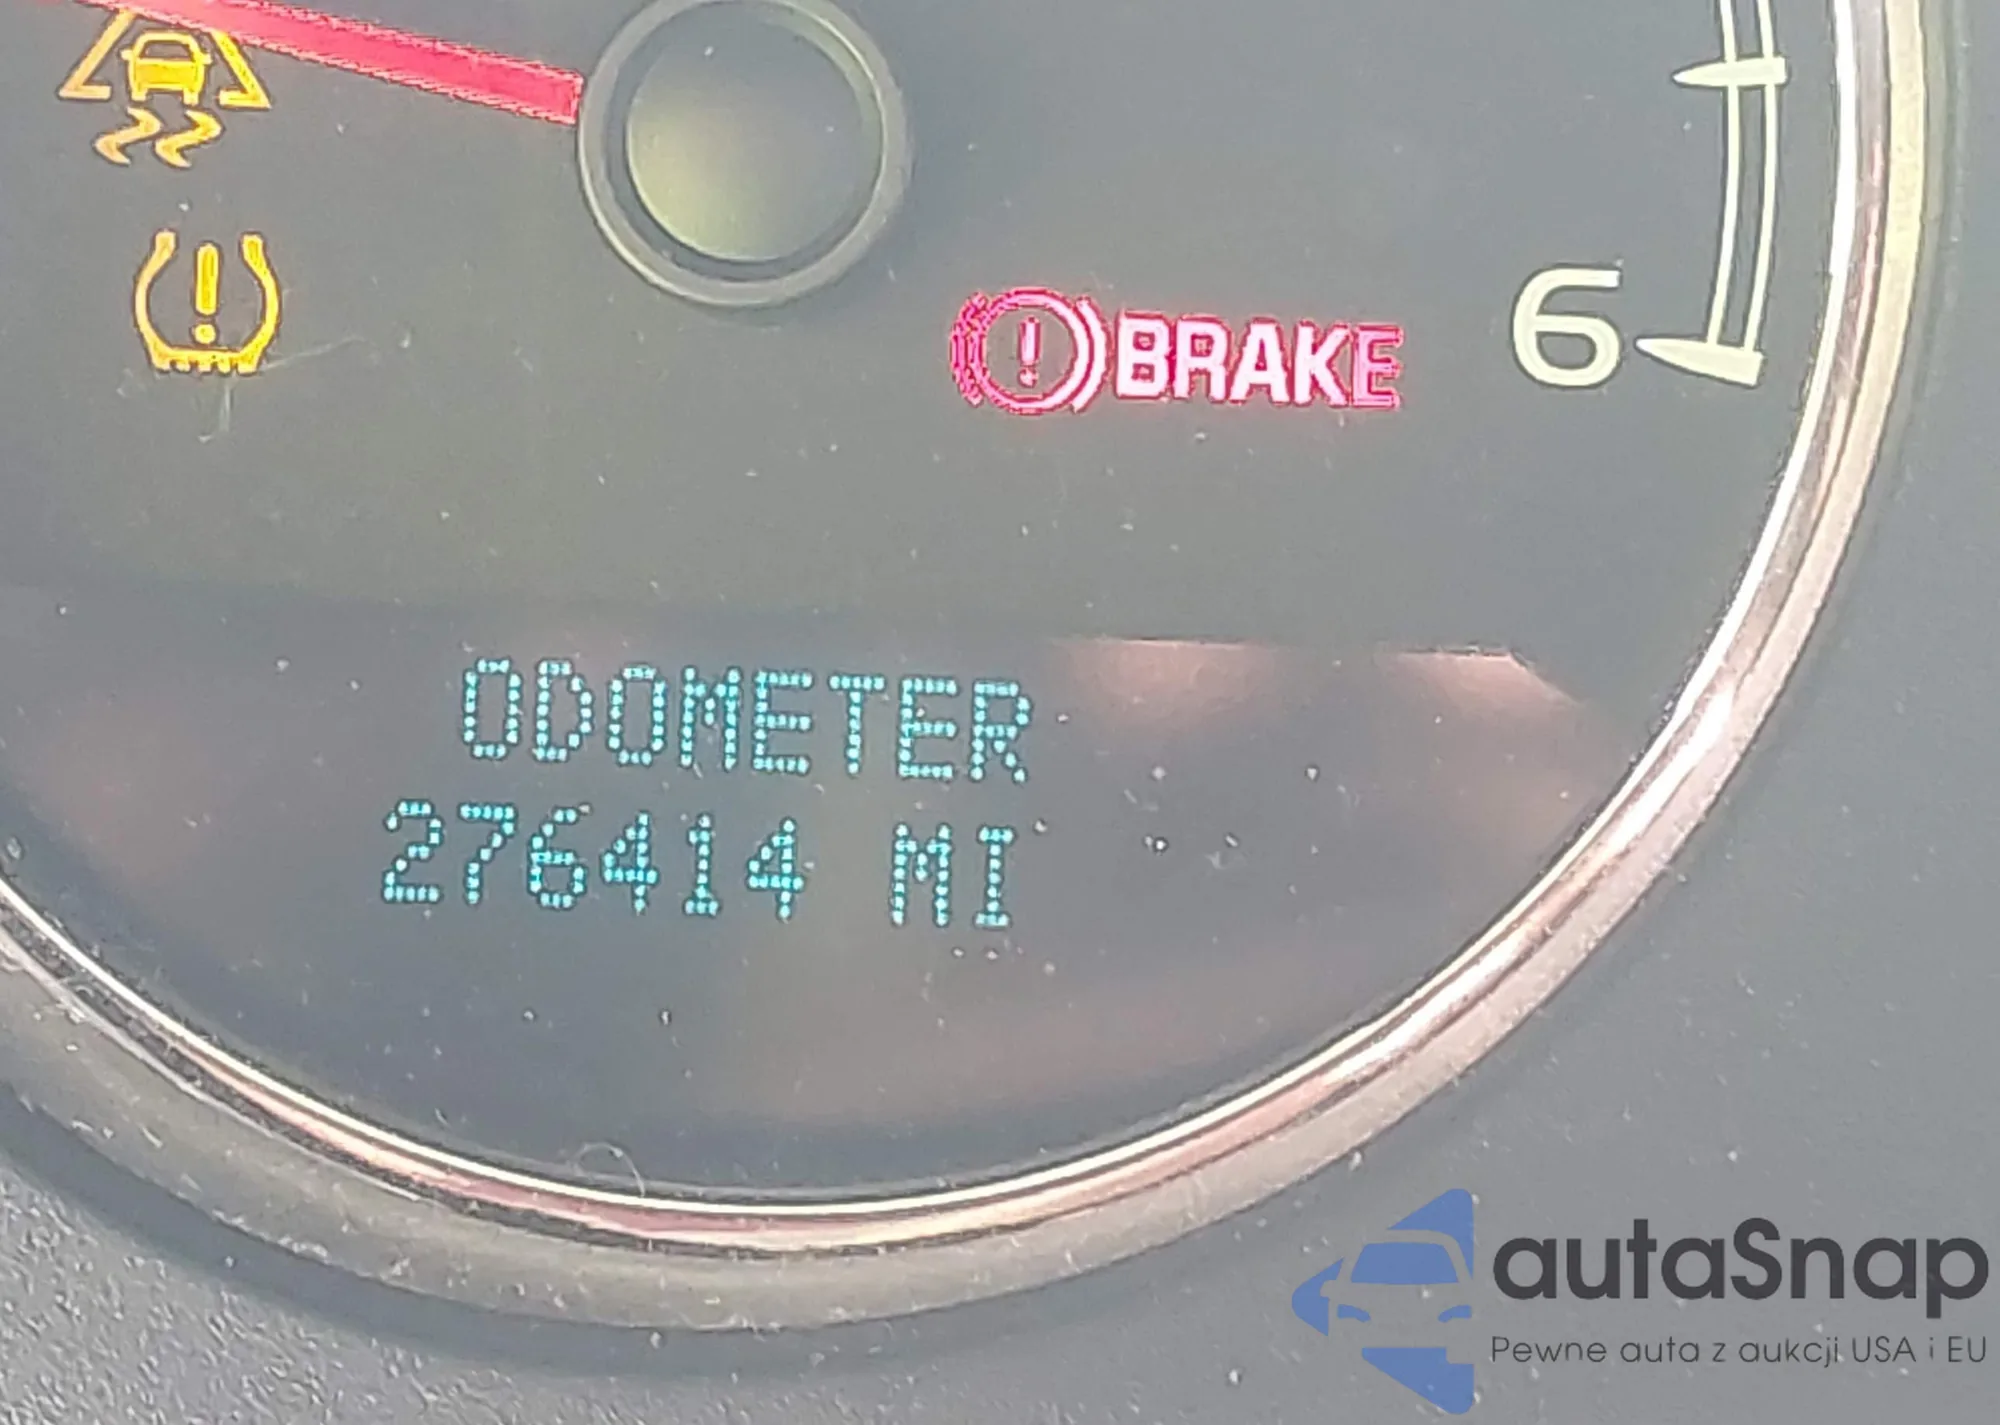 BRAKE
6
ODOMETER
276414 MI
autaSnap
Pewne auta z aukcji USA i EU